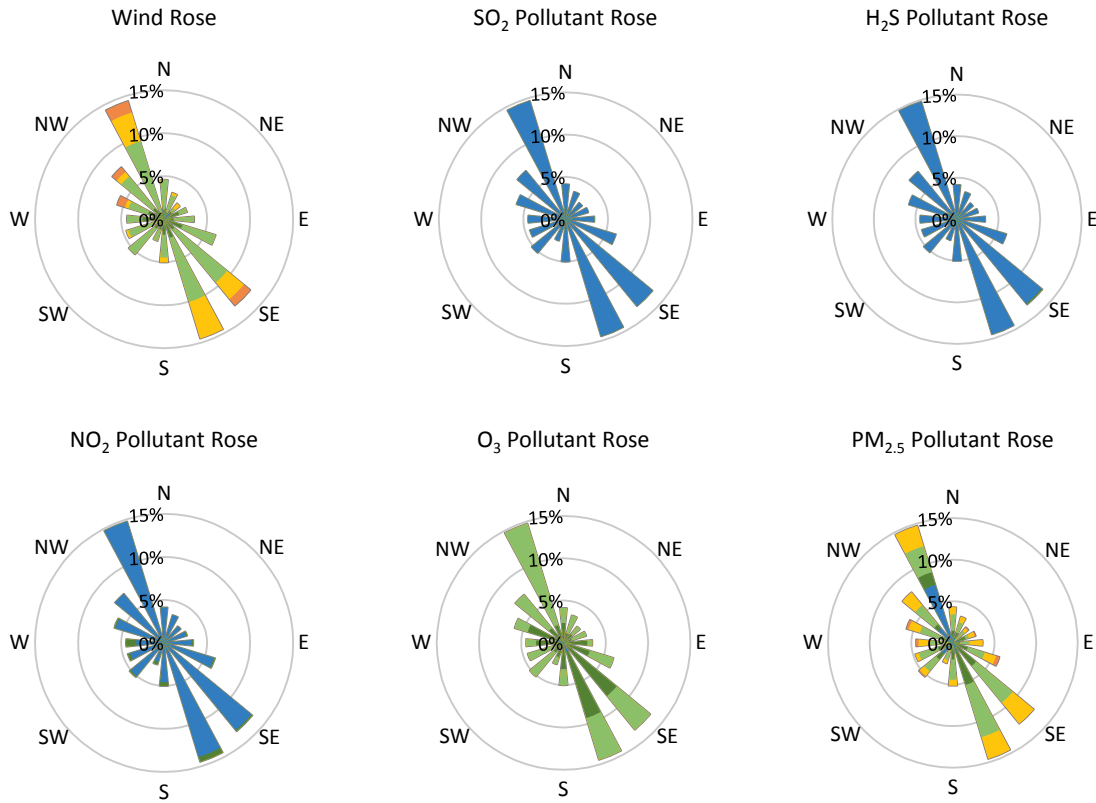 Wind Rose
N
15%
NW
NE
10%
5%
W
0%
E
SW
SE
S
SO₂ Pollutant Rose
N
15%
NW
NE
10%
5%
W
0%
E
SW
SE
S
H₂S Pollutant Rose
N
15%
NW
NE
10%
5%
W
0%
E
SW
SE
S
NO₂ Pollutant Rose
N
15%
NW
NE
10%
5%
W
0%
E
SW
SE
S
O₃ Pollutant Rose
N
15%
NW
NE
10%
5%
W
0%
E
SW
SE
S
PM₂.₅ Pollutant Rose
N
15%
NW
NE
10%
5%
W
0%
E
SW
SE
S